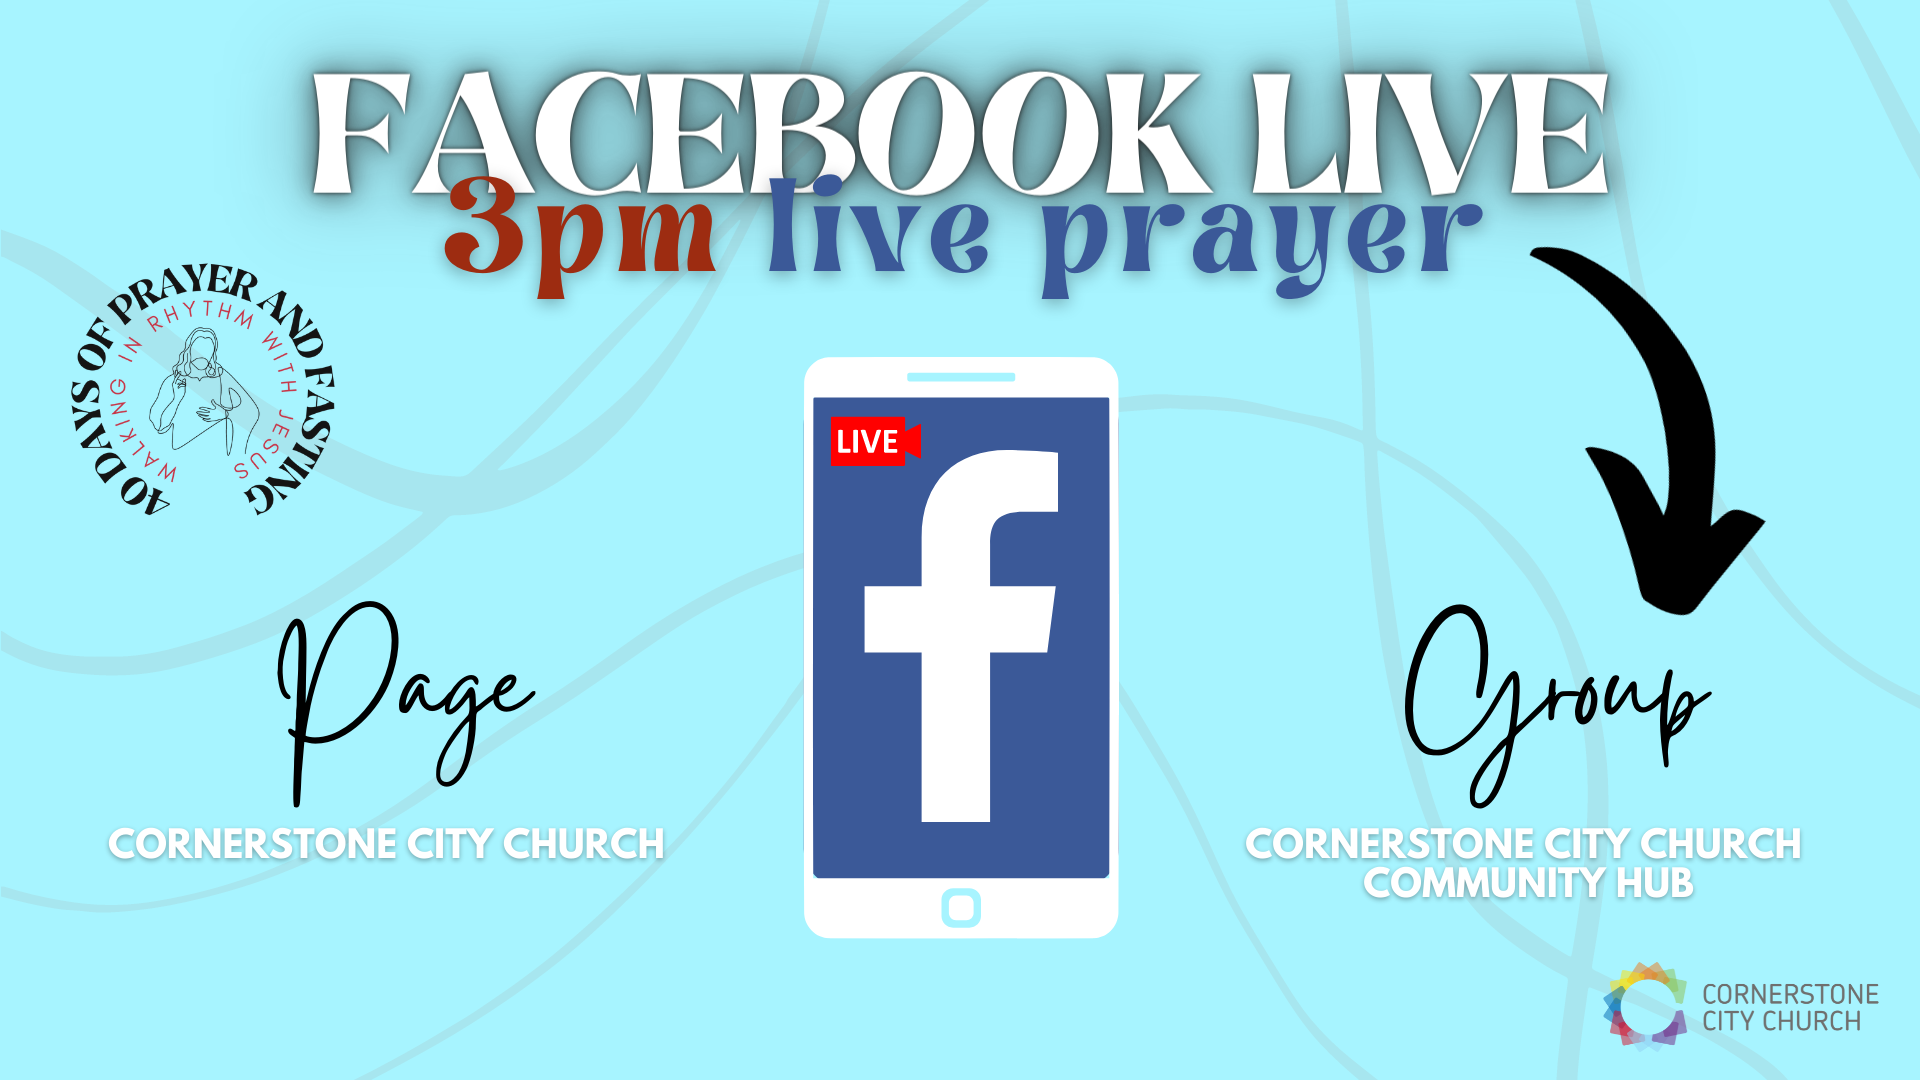 FACEBOOK LIVE
3pm live prayer
40 DAYS OF PRAYER AND FASTING
WALKING IN RHYTHM WITH JESUS
LIVE
Page
CORNERSTONE CITY CHURCH
Group
CORNERSTONE CITY CHURCH
COMMUNITY HUB
CORNERSTONE
CITY CHURCH